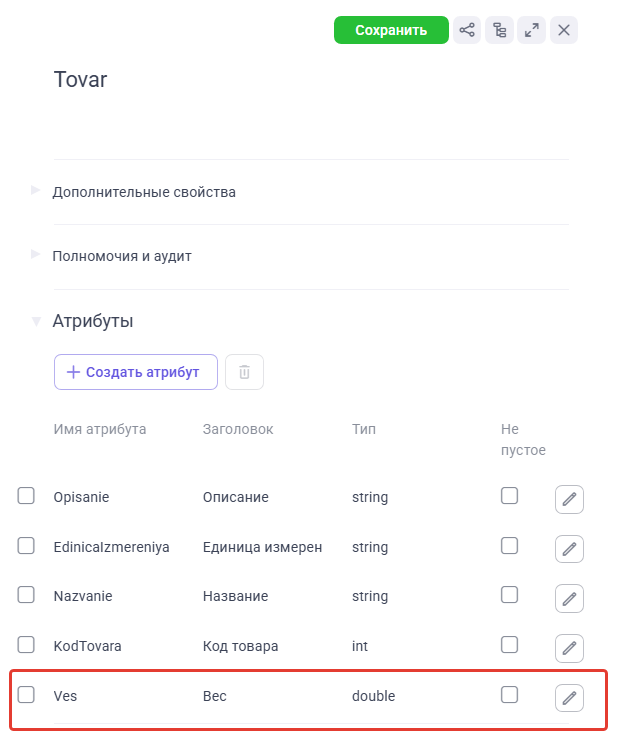 Сохранить
Tovar
Дополнительные свойства
Полномочия и аудит
Атрибуты
Создать атрибут
Имя атрибута Заголовок Тип Не пустое
Opisanie Описание string
EdinicaIzmereniya Единица измерен string
Nazvanie Название string
KodTovara Код товара int
Ves Вес double